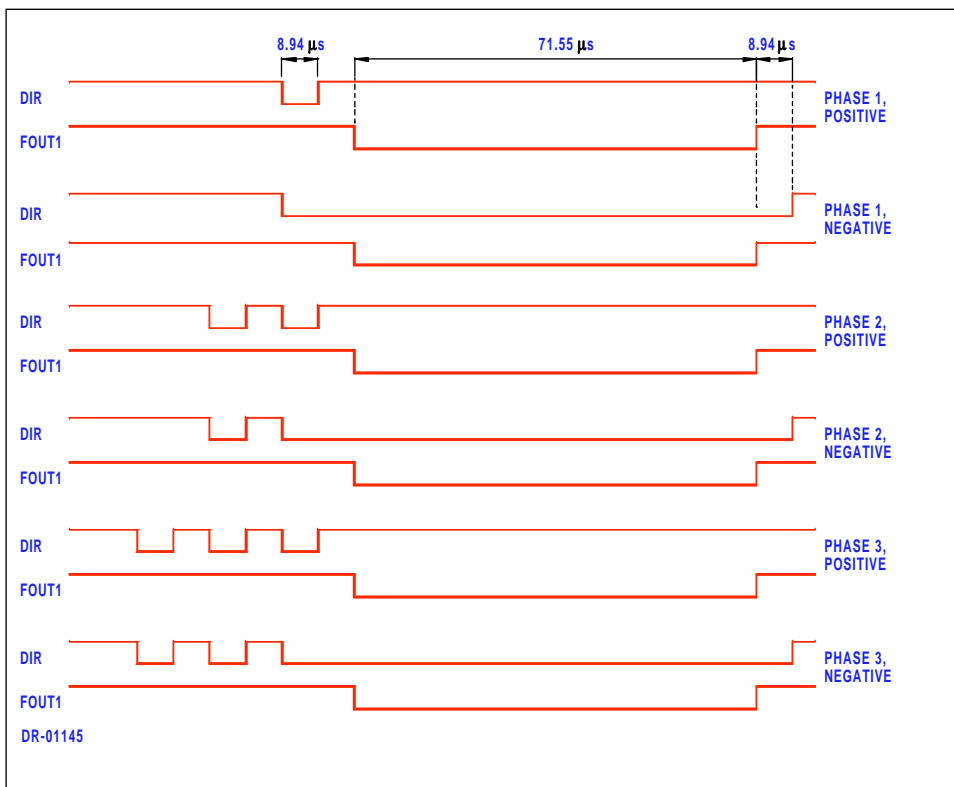 8.94 µs 71.55 µs 8.94 µs
DIR
PHASE 1,
POSITIVE
FOUT1
DIR
PHASE 1,
NEGATIVE
FOUT1
DIR
PHASE 2,
POSITIVE
FOUT1
DIR
PHASE 2,
NEGATIVE
FOUT1
DIR
PHASE 3,
POSITIVE
FOUT1
DIR
PHASE 3,
NEGATIVE
FOUT1
DR-01145